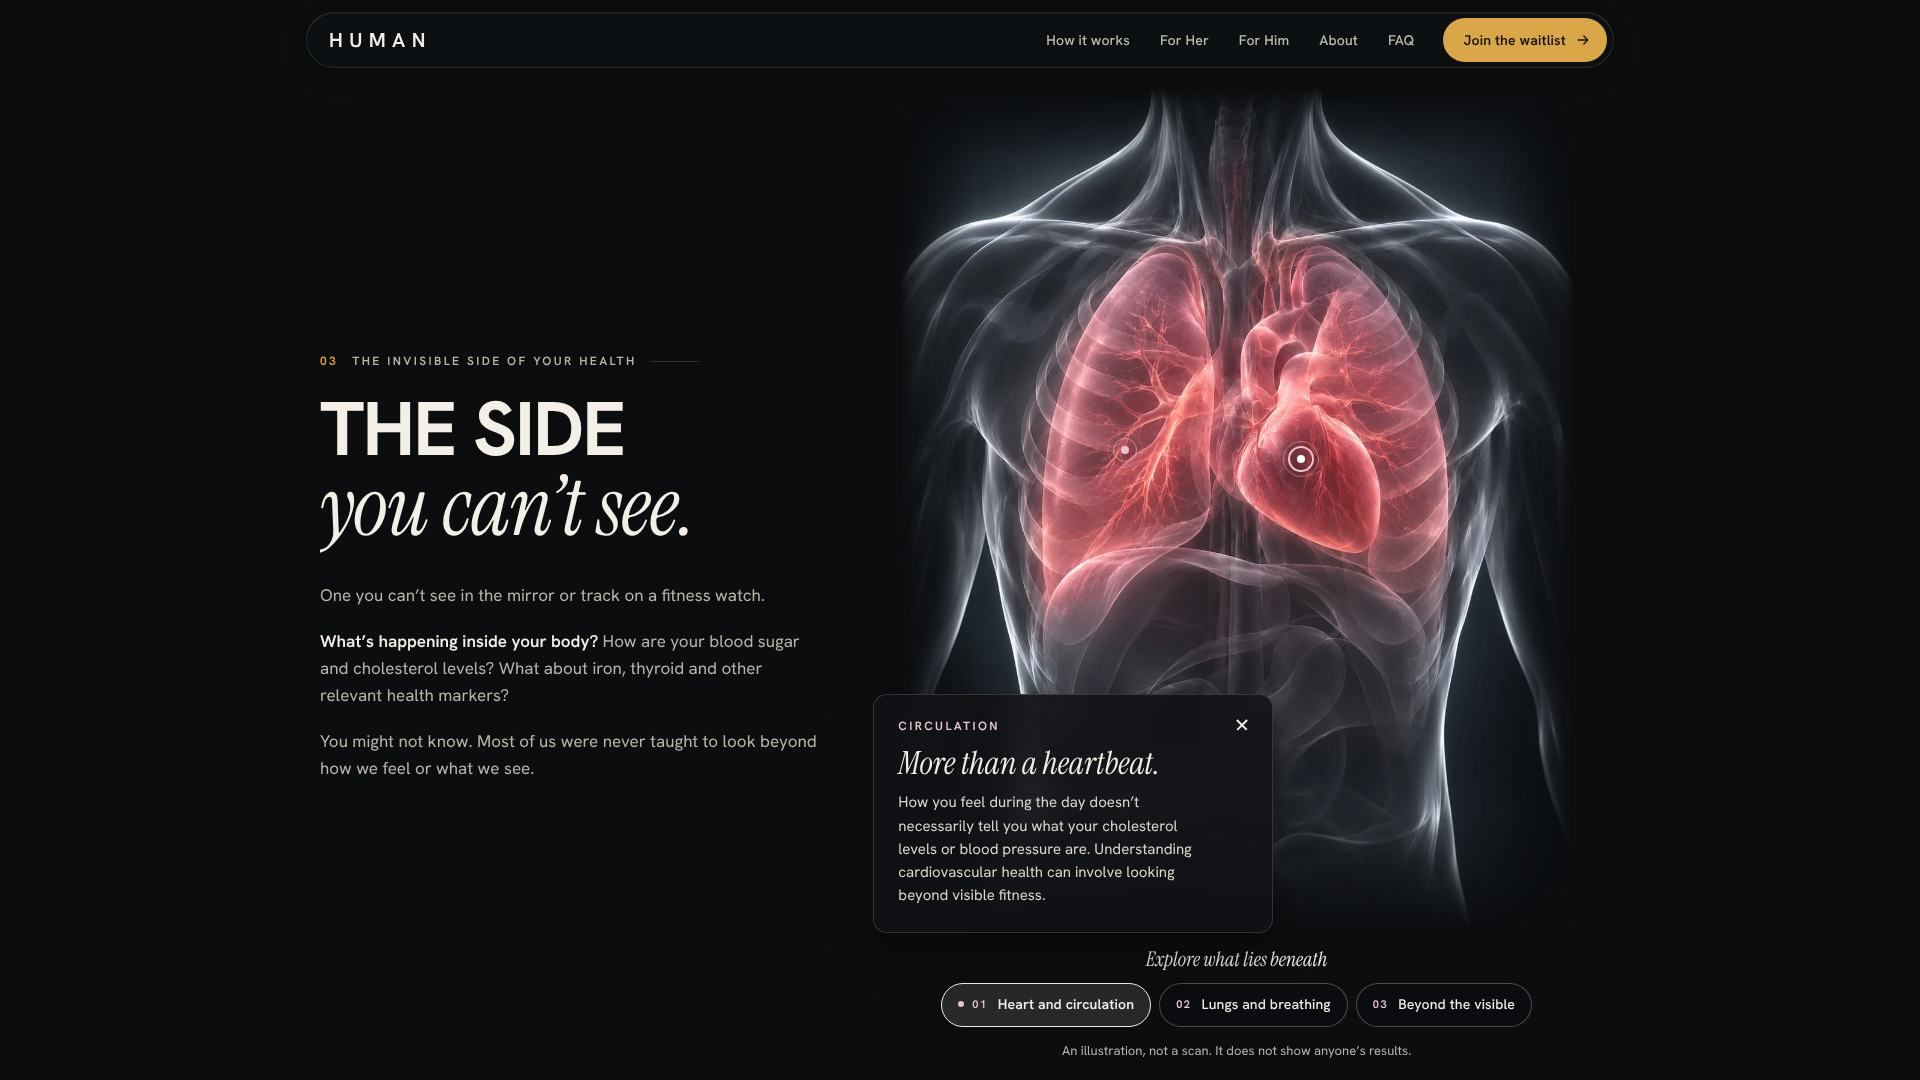 HUMAN
How it works
For Her
For Him
About
FAQ
Join the waitlist →
03 THE INVISIBLE SIDE OF YOUR HEALTH
THE SIDE
you can’t see.
One you can’t see in the mirror or track on a fitness watch.
What’s happening inside your body? How are your blood sugar
and cholesterol levels? What about iron, thyroid and other
relevant health markers?
You might not know. Most of us were never taught to look beyond
how we feel or what we see.
CIRCULATION
More than a heartbeat.
How you feel during the day doesn’t
necessarily tell you what your cholesterol
levels or blood pressure are. Understanding
cardiovascular health can involve looking
beyond visible fitness.
Explore what lies beneath
01 Heart and circulation
02 Lungs and breathing
03 Beyond the visible
An illustration, not a scan. It does not show anyone’s results.